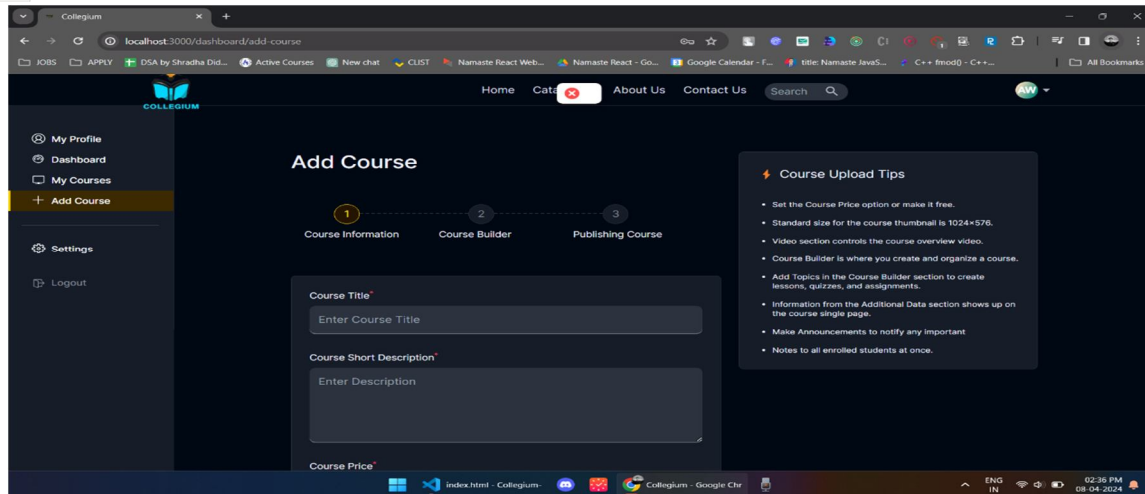 Collegium
localhost:3000/dashboard/add-course
JOBS APPLY DSA by Shradha Did... Active Courses New chat CLIST Namaste React Web... Namaste React - Go... Google Calendar - F... title: Namaste JavaS... C++ fmod() - C++... All Bookmarks
COLLEGIUM
Home Cata About Us Contact Us Search AW
My Profile
Dashboard
My Courses
Add Course
Settings
Logout
Add Course
1 2 3
Course Information Course Builder Publishing Course
Course Title*
Enter Course Title
Course Short Description*
Enter Description
Course Price*
Course Upload Tips
• Set the Course Price option or make it free.
• Standard size for the course thumbnail is 1024×576.
• Video section controls the course overview video.
• Course Builder is where you create and organize a course.
• Add Topics in the Course Builder section to create
lessons, quizzes, and assignments.
• Information from the Additional Data section shows up on
the course single page.
• Make Announcements to notify any important
• Notes to all enrolled students at once.
index.html - Collegium- Collegium - Google Chr
ENG
IN
02:36 PM
08-04-2024